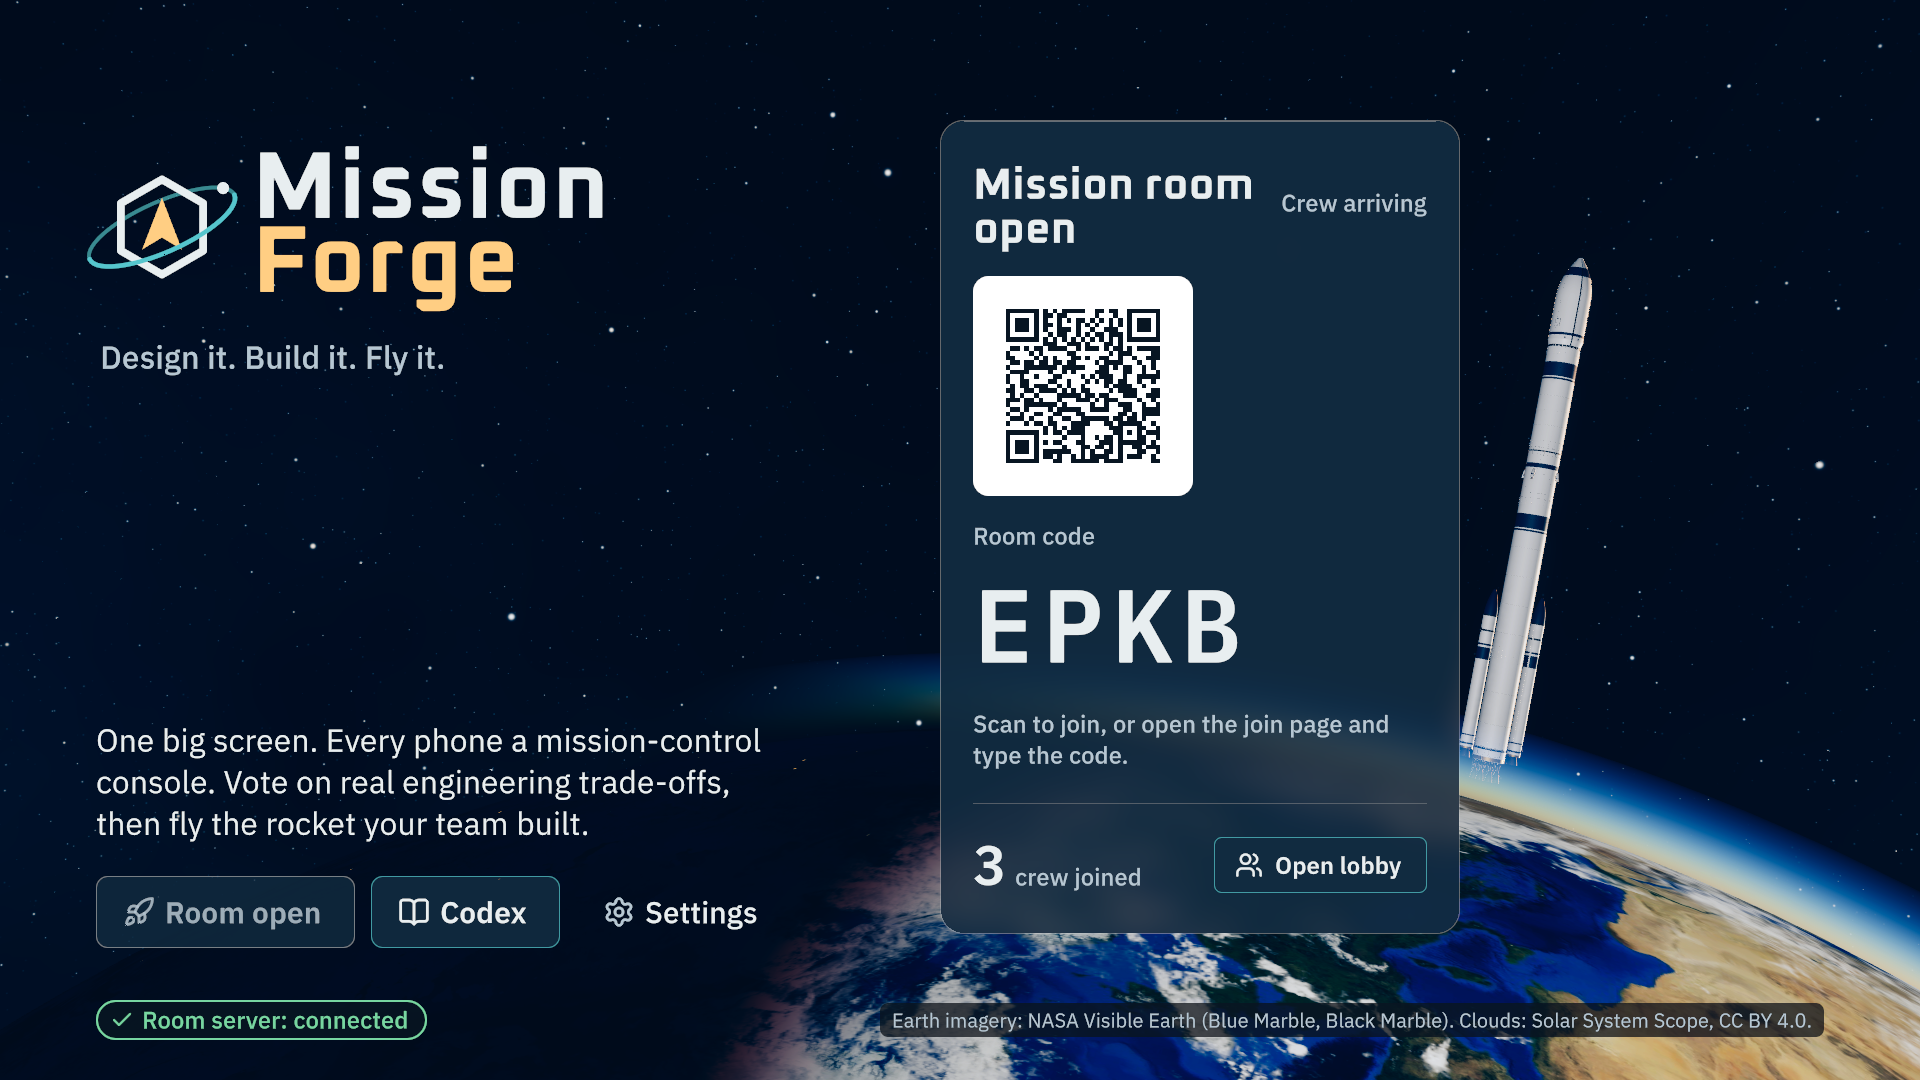 Mission
Forge
Design it. Build it. Fly it.
One big screen. Every phone a mission-control
console. Vote on real engineering trade-offs,
then fly the rocket your team built.
Room open
Codex
Settings
Room server: connected
Mission room
open
Crew arriving
Room code
EPKB
Scan to join, or open the join page and
type the code.
3 crew joined
Open lobby
Earth imagery: NASA Visible Earth (Blue Marble, Black Marble). Clouds: Solar System Scope, CC BY 4.0.